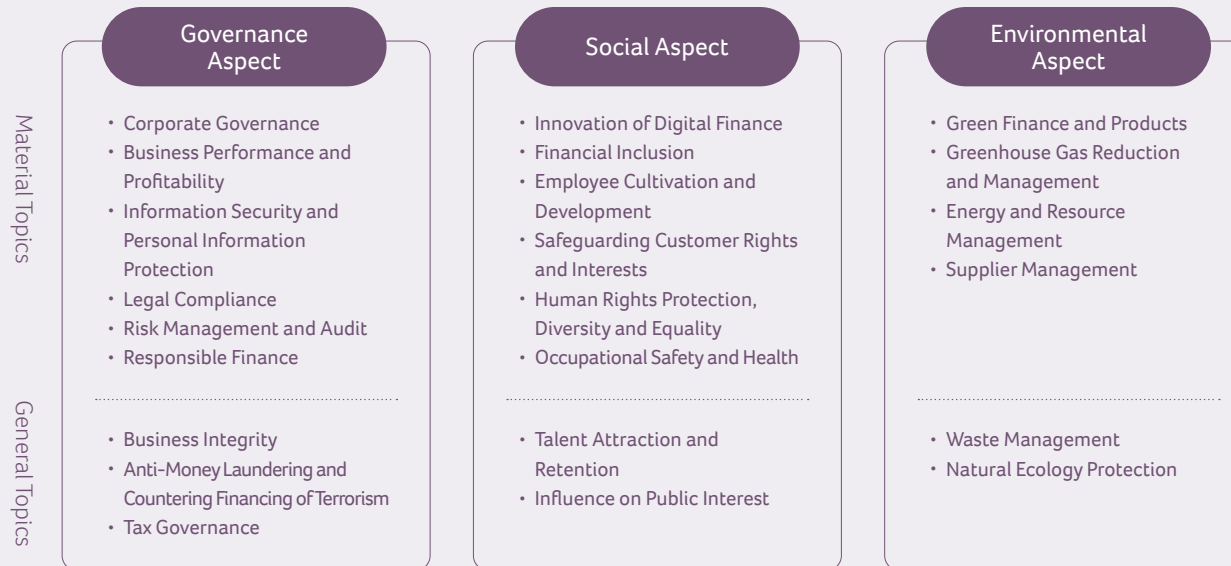 Governance
Aspect
Social Aspect
Environmental
Aspect
Material Topics
• Corporate Governance
• Business Performance and
Profitability
• Information Security and
Personal Information
Protection
• Legal Compliance
• Risk Management and Audit
• Responsible Finance
• Innovation of Digital Finance
• Financial Inclusion
• Employee Cultivation and
Development
• Safeguarding Customer Rights
and Interests
• Human Rights Protection,
Diversity and Equality
• Occupational Safety and Health
• Green Finance and Products
• Greenhouse Gas Reduction
and Management
• Energy and Resource
Management
• Supplier Management
General Topics
• Business Integrity
• Anti-Money Laundering and
Countering Financing of Terrorism
• Tax Governance
• Talent Attraction and
Retention
• Influence on Public Interest
• Waste Management
• Natural Ecology Protection